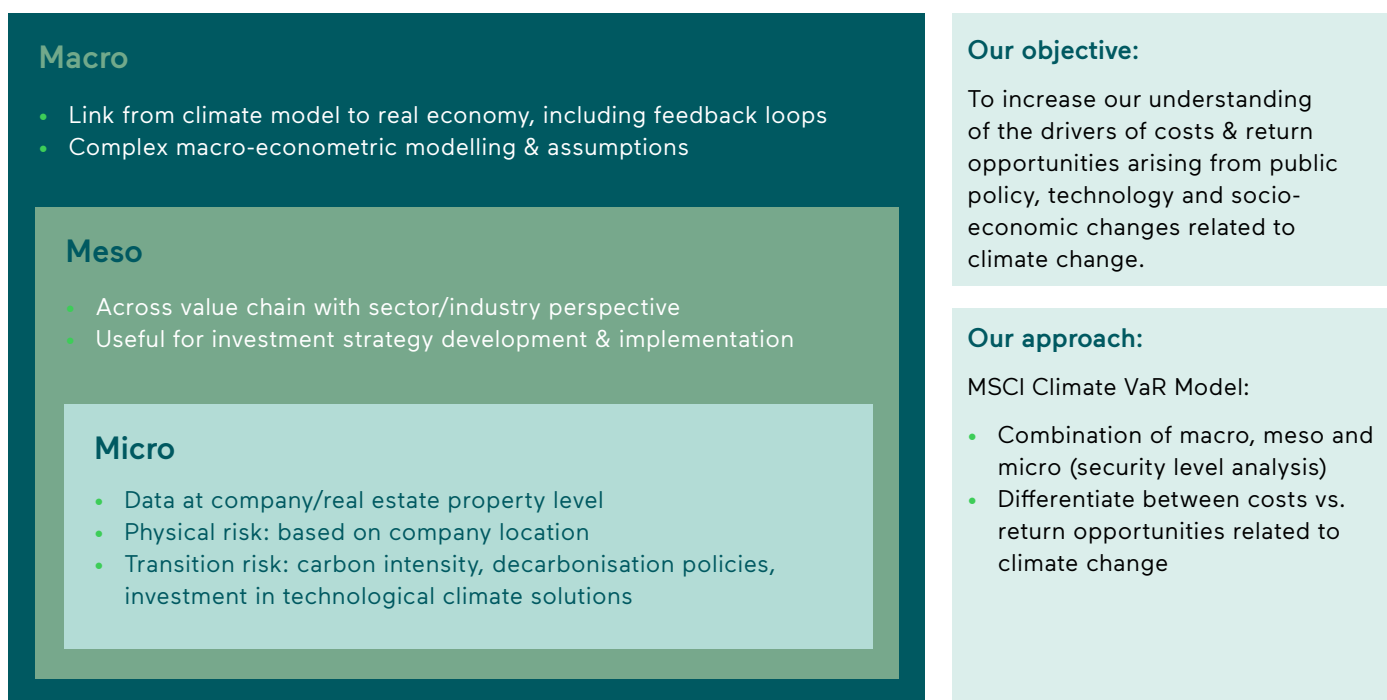 Macro
• Link from climate model to real economy, including feedback loops
• Complex macro-econometric modelling & assumptions
Meso
• Across value chain with sector/industry perspective
• Useful for investment strategy development & implementation
Micro
• Data at company/real estate property level
• Physical risk: based on company location
• Transition risk: carbon intensity, decarbonisation policies,
investment in technological climate solutions
Our objective:
To increase our understanding
of the drivers of costs & return
opportunities arising from public
policy, technology and socio-
economic changes related to
climate change.
Our approach:
MSCI Climate VaR Model:
• Combination of macro, meso and
micro (security level analysis)
• Differentiate between costs vs.
return opportunities related to
climate change